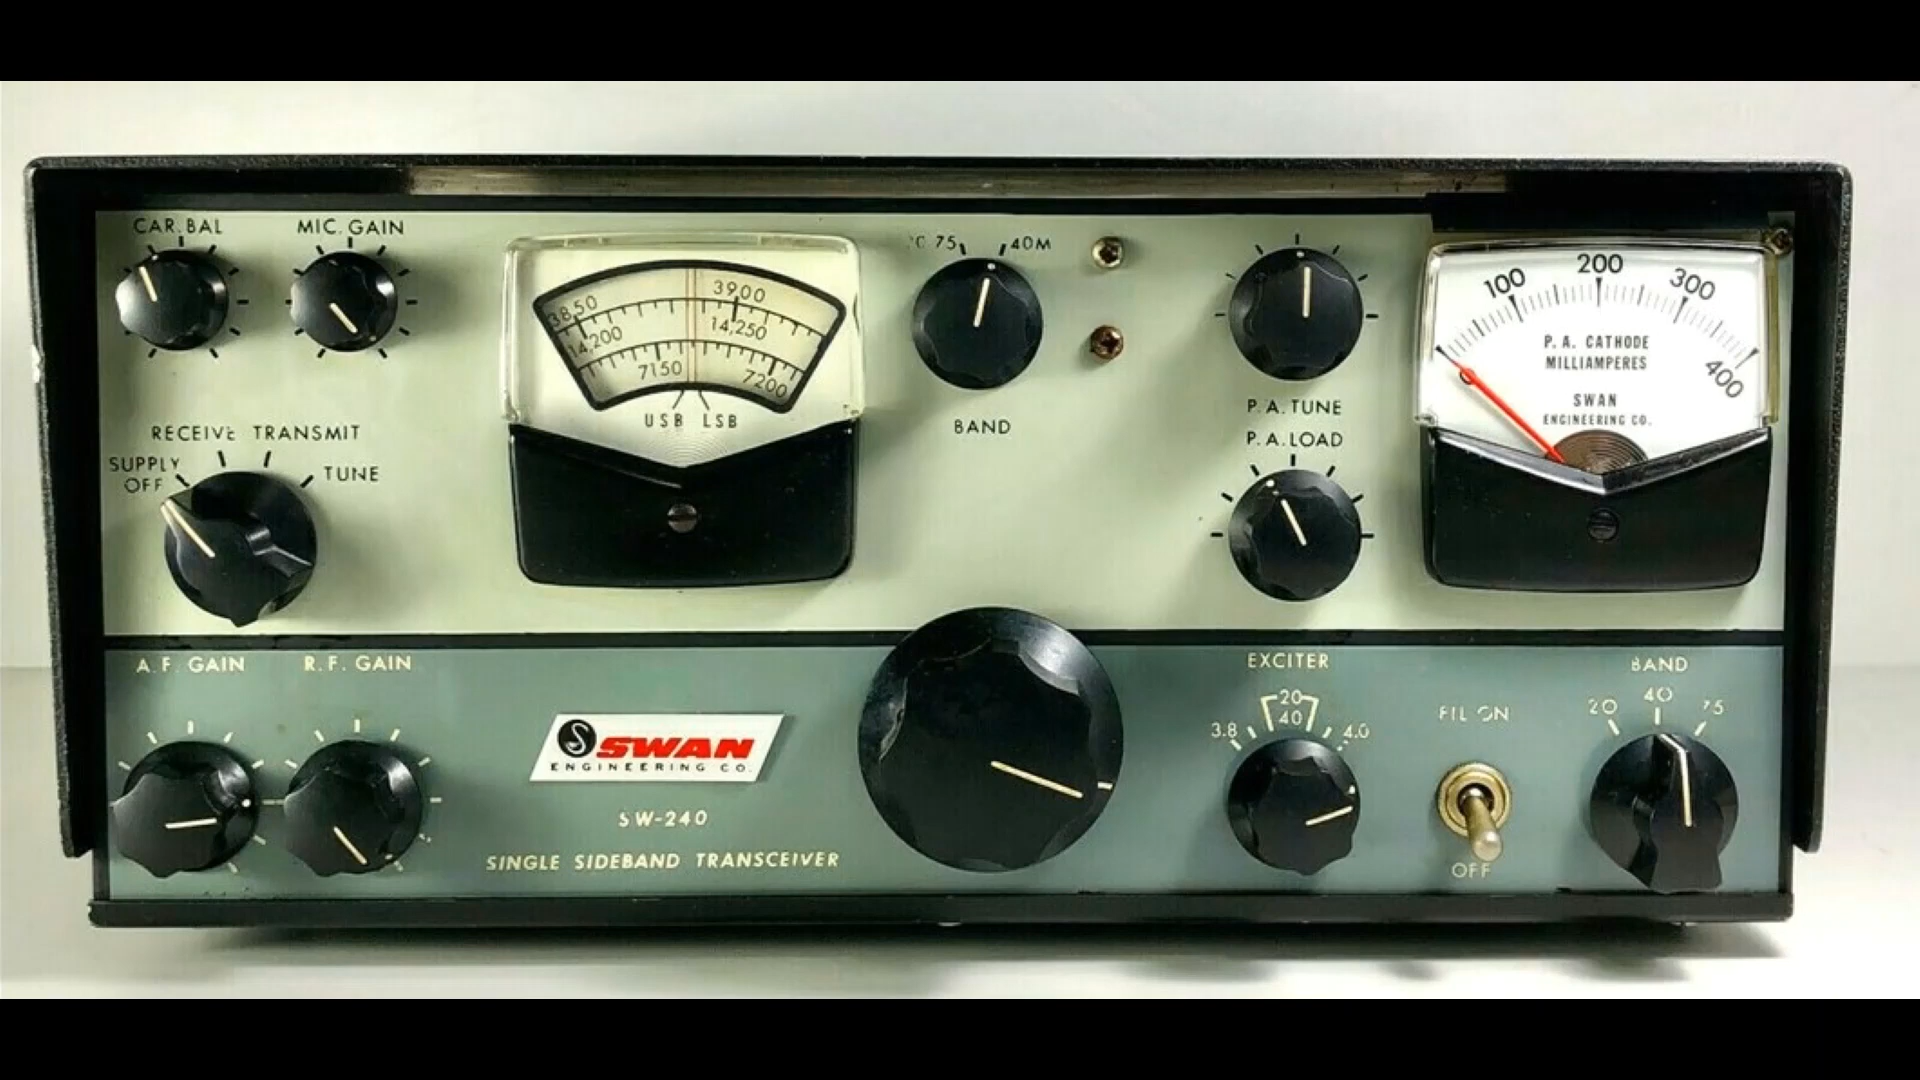 CAR. BAL
MIC. GAIN
3850
3900
14,200
14,250
7150
7200
USB LSB
75
40M
BAND
P.A. TUNE
P.A. LOAD
100
200
300
400
P. A. CATHODE
MILLIAMPERES
SWAN
ENGINEERING CO.
RECEIVE TRANSMIT
SUPPLY
OFF
TUNE
A.F. GAIN
R.F. GAIN
S SWAN
ENGINEERING CO.
SW-240
SINGLE SIDEBAND TRANSCEIVER
EXCITER
3.8
20
40
4.0
FIL ON
OFF
BAND
20
40
75